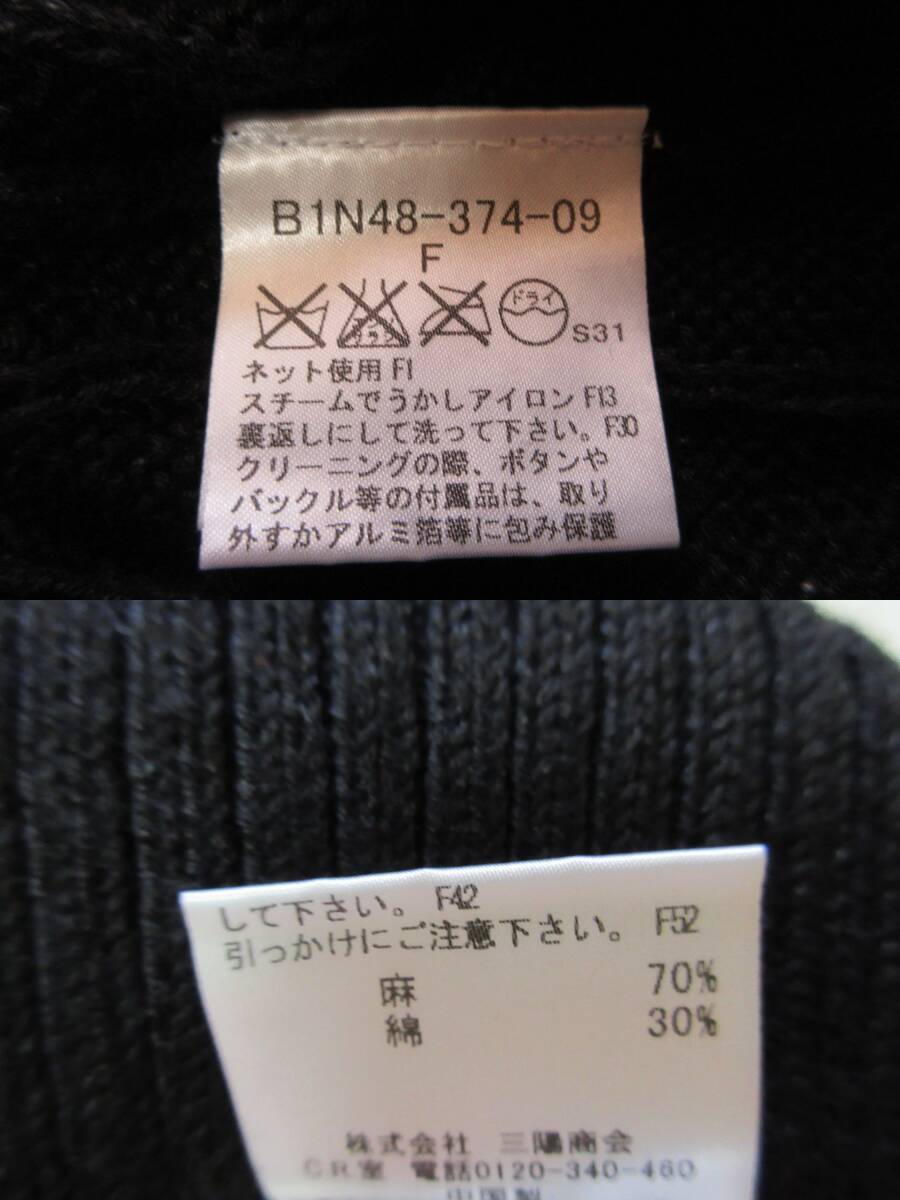 B1N48-374-09
F
ドライ
S31
ネット使用 F1
スチームでうかしアイロン F13
裏返しにして洗って下さい。F30
クリーニングの際、ボタンや
バックル等の付属品は、取り
外すかアルミ箔等に包み保護
して下さい。 F42
引っかけにご注意下さい。 F52
麻 70%
綿 30%
株式会社 三陽商会
CR室 電話0120-340-460
中国製